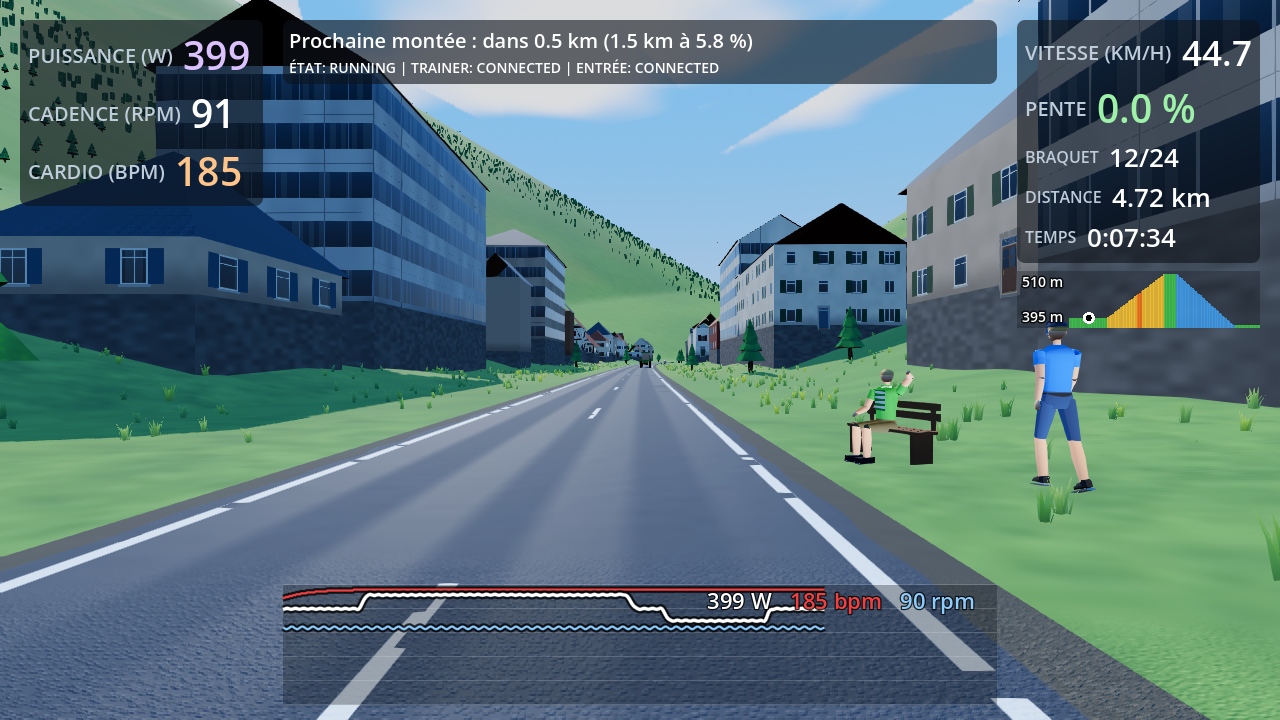 PUISSANCE (W) 399
CADENCE (RPM) 91
CARDIO (BPM) 185
Prochaine montée : dans 0.5 km (1.5 km à 5.8 %)
ÉTAT: RUNNING | TRAINER: CONNECTED | ENTRÉE: CONNECTED
VITESSE (KM/H) 44.7
PENTE 0.0 %
BRAQUET 12/24
DISTANCE 4.72 km
TEMPS 0:07:34
510 m
395 m
399 W 185 bpm 90 rpm